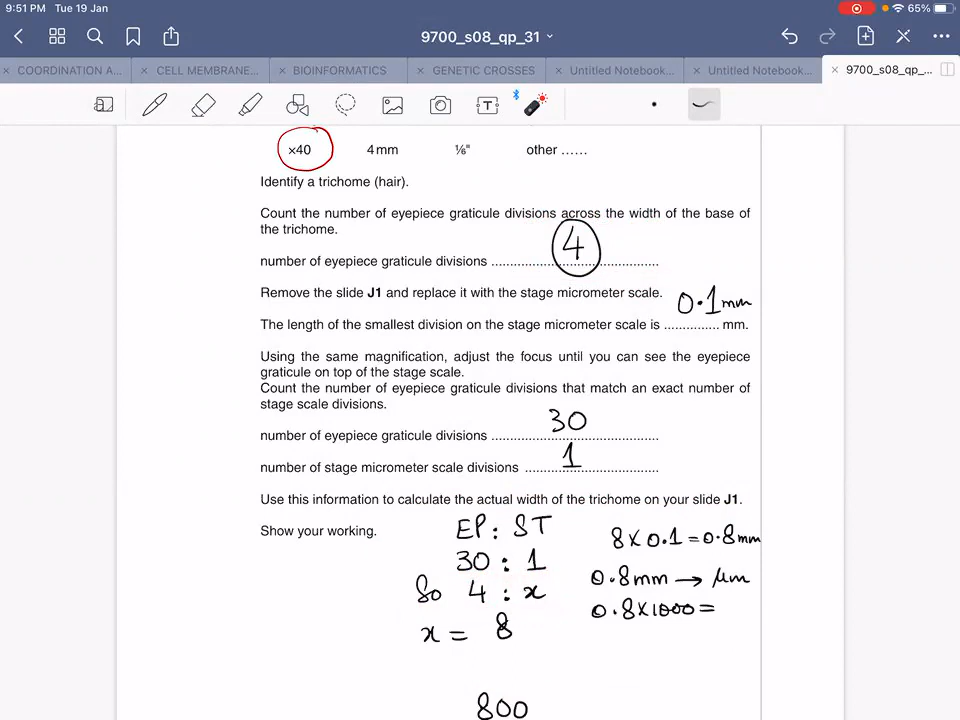 9:51 PM Tue 19 Jan
65%
9700_s08_qp_31
COORDINATION A...
CELL MEMBRANE...
BIOINFORMATICS
GENETIC CROSSES
Untitled Notebook...
Untitled Notebook...
9700_s08_qp_...
×40 4 mm ⅙" other ......
Identify a trichome (hair).
Count the number of eyepiece graticule divisions across the width of the base of
the trichome.
number of eyepiece graticule divisions ........................................... 4
Remove the slide J1 and replace it with the stage micrometer scale.
0.1mm
The length of the smallest division on the stage micrometer scale is .............. mm.
Using the same magnification, adjust the focus until you can see the eyepiece
graticule on top of the stage scale.
Count the number of eyepiece graticule divisions that match an exact number of
stage scale divisions.
number of eyepiece graticule divisions ........................................... 30
number of stage micrometer scale divisions .................................. 1
Use this information to calculate the actual width of the trichome on your slide J1.
Show your working.
EP : ST
30 : 1
So 4 : x
x = 8
8 × 0.1 = 0.8mm
0.8mm → μm
0.8×1000 =
800